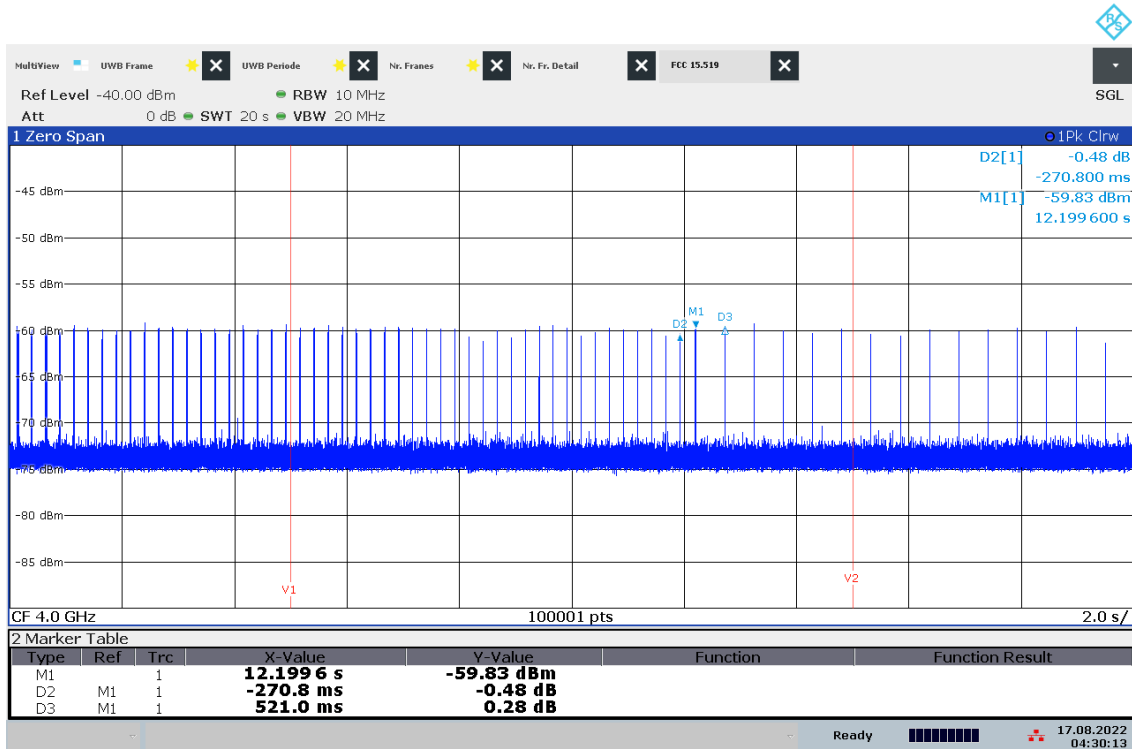 R&S
MultiView UWB Frame UWB Periode Nr. Franes Nr. Fr. Detail FCC 15.519
Ref Level -40.00 dBm RBW 10 MHz SGL
Att 0 dB SWT 20 s VBW 20 MHz
1 Zero Span 1Pk Clrw
D2[1] -0.48 dB
-270.800 ms
-45 dBm M1[1] -59.83 dBm
12.199 600 s
-50 dBm
-55 dBm
M1
D2 D3
-60 dBm
-65 dBm
-70 dBm
-75 dBm
-80 dBm
-85 dBm
V1 V2
CF 4.0 GHz 100001 pts 2.0 s/
2 Marker Table
Type Ref Trc X-Value Y-Value Function Function Result
M1 1 12.199 6 s -59.83 dBm
D2 M1 1 -270.8 ms -0.48 dB
D3 M1 1 521.0 ms 0.28 dB
Ready 17.08.2022
04:30:13